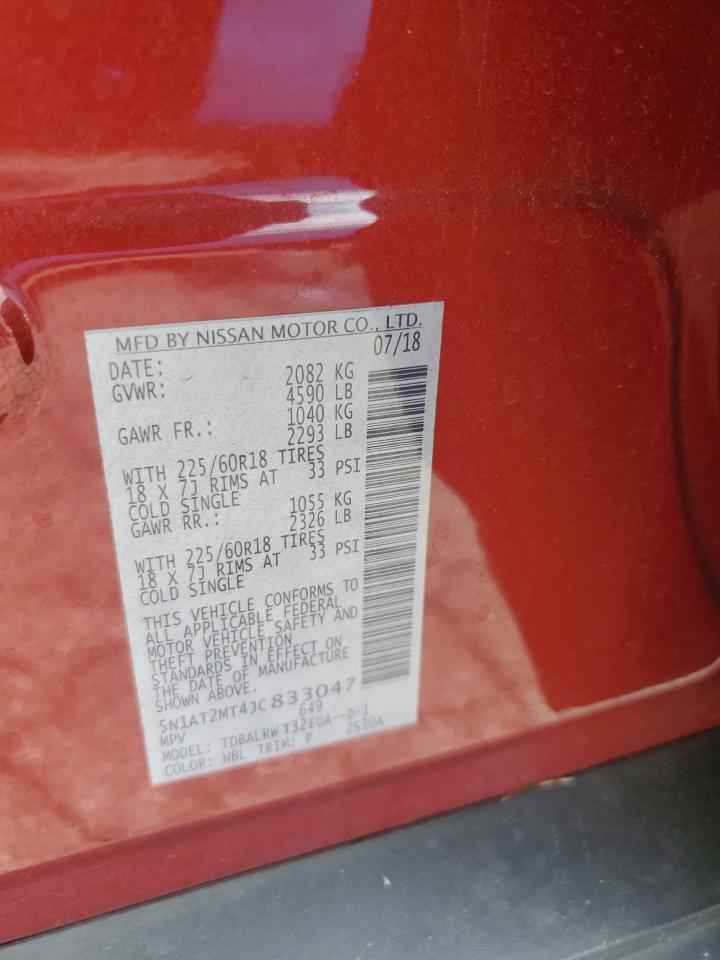 MFD BY NISSAN MOTOR CO., LTD.
DATE: 07/18
GVWR: 2082 KG
4590 LB
GAWR FR.: 1040 KG
2293 LB
WITH 225/60R18 TIRES
18 X 7J RIMS AT 33 PSI
COLD SINGLE
GAWR RR.: 1055 KG
2326 LB
WITH 225/60R18 TIRES
18 X 7J RIMS AT 33 PSI
COLD SINGLE
THIS VEHICLE CONFORMS TO
ALL APPLICABLE FEDERAL
MOTOR VEHICLE SAFETY AND
THEFT PREVENTION
STANDARDS IN EFFECT ON
THE DATE OF MANUFACTURE
SHOWN ABOVE.
5N1AT2MT4JC833047
MPV 649
MODEL: TDBALRWT32EUA--D-1
COLOR: NBL TRIM: P ZS30A